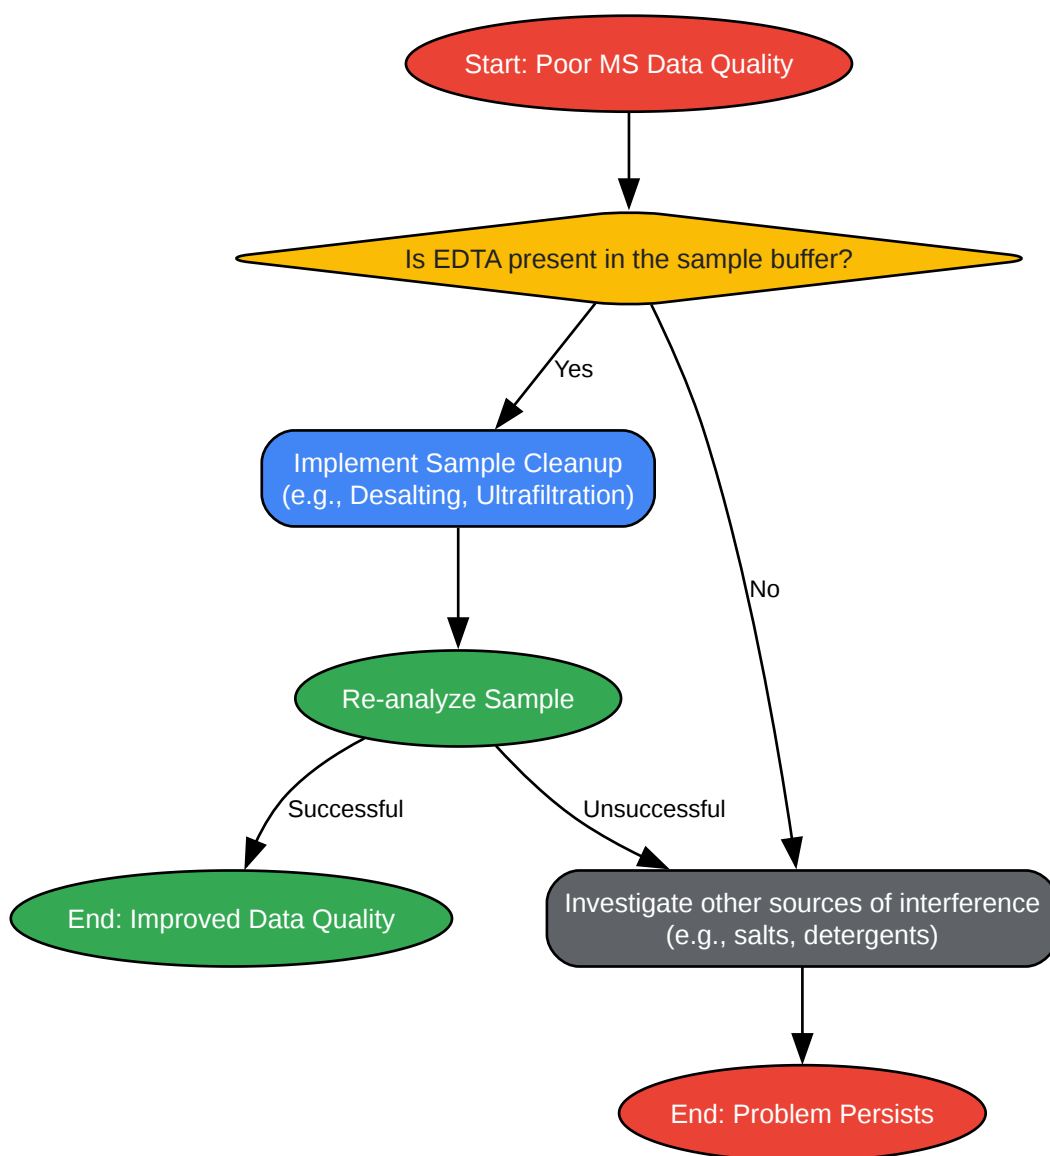 Start: Poor MS Data Quality
Is EDTA present in the sample buffer?
Yes
Implement Sample Cleanup
(e.g., Desalting, Ultrafiltration)
No
Re-analyze Sample
Successful
Unsuccessful
End: Improved Data Quality
Investigate other sources of interference
(e.g., salts, detergents)
End: Problem Persists